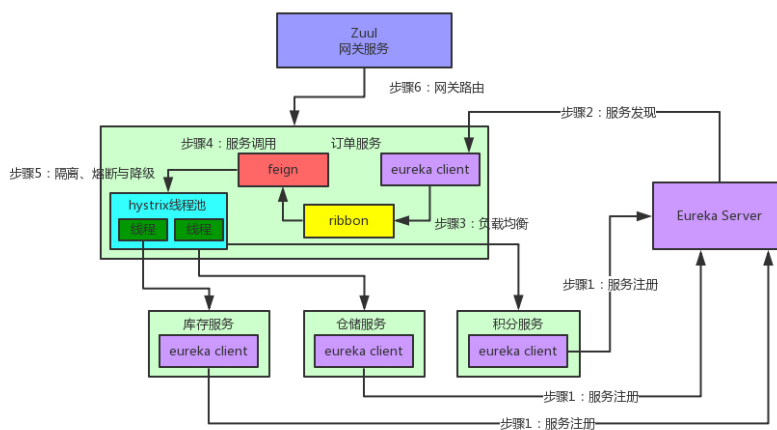 Zuul
网关服务
步骤6：网关路由
步骤2：服务发现
步骤4：服务调用
订单服务
feign
eureka client
步骤5：隔离、熔断与降级
hystrix线程池
线程
线程
ribbon
步骤3：负载均衡
Eureka Server
步骤1：服务注册
库存服务
eureka client
仓储服务
eureka client
积分服务
eureka client
步骤1：服务注册
步骤1：服务注册